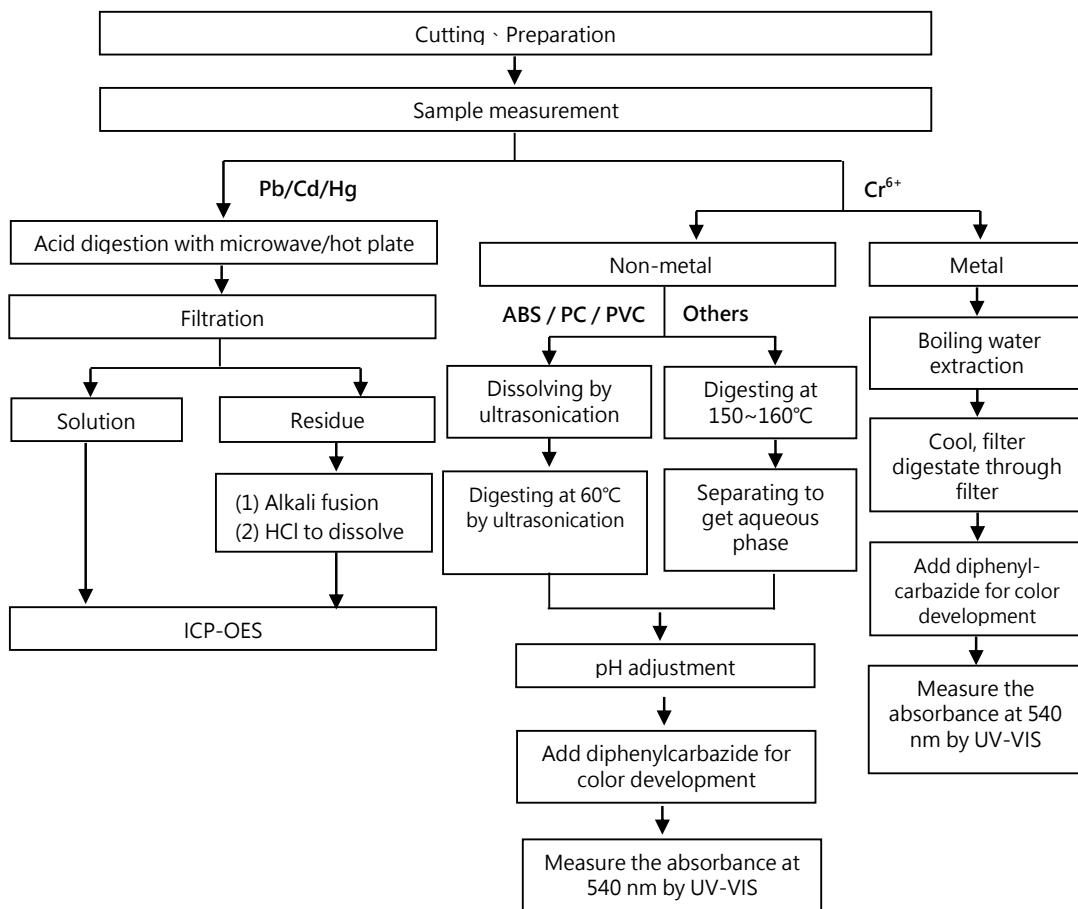 Cutting、Preparation
Sample measurement
Pb/Cd/Hg
Cr⁶⁺
Acid digestion with microwave/hot plate
Filtration
Solution
Residue
(1) Alkali fusion
(2) HCl to dissolve
ICP-OES
Non-metal
ABS / PC / PVC
Others
Dissolving by
ultrasonication
Digesting at 60℃
by ultrasonication
Digesting at
150~160℃
Separating to
get aqueous
phase
pH adjustment
Add diphenylcarbazide for
color development
Measure the absorbance at
540 nm by UV-VIS
Metal
Boiling water
extraction
Cool, filter
digestate through
filter
Add diphenyl-
carbazide for color
development
Measure the
absorbance at 540
nm by UV-VIS